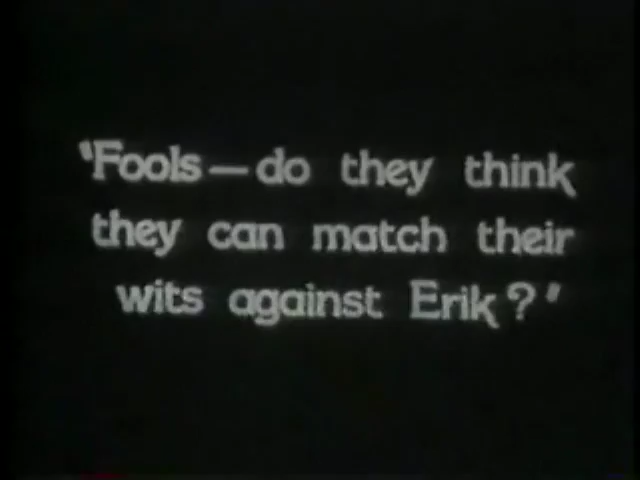 "Fools—do they think
they can match their
wits against Erik?"